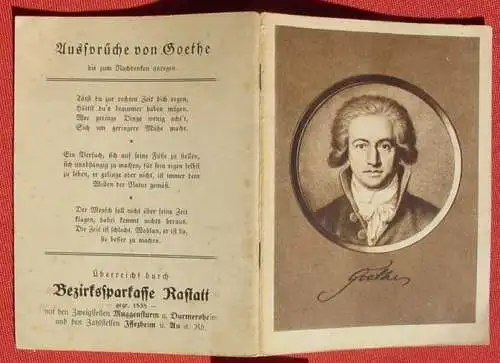 Aussprüche von Goethe
die zum Nachdenken anregen.
Tätst du zur rechten Zeit dich regen,
Hättst du's bequemer haben mögen.
Wer geringe Dinge wenig acht't,
Sich um geringere Mühe macht.
*
Ein Versuch, sich auf seine Füße zu stellen,
sich unabhängig zu machen, für sein eigen selbst
zu leben, er gelinge oder nicht, ist immer dem
Willen der Natur gemäß.
*
Der Mensch soll nicht über seine Zeit
klagen, dabei kommt nichts heraus.
Die Zeit ist schlecht. Wohlan, er ist da,
sie besser zu machen.
Überreicht durch
Bezirkssparkasse Rastatt
gegr. 1838
mit den Zweigstellen Muggensturm u. Durmersheim
und den Zahlstellen Iffezheim u. Au a. Rh.
Goethe